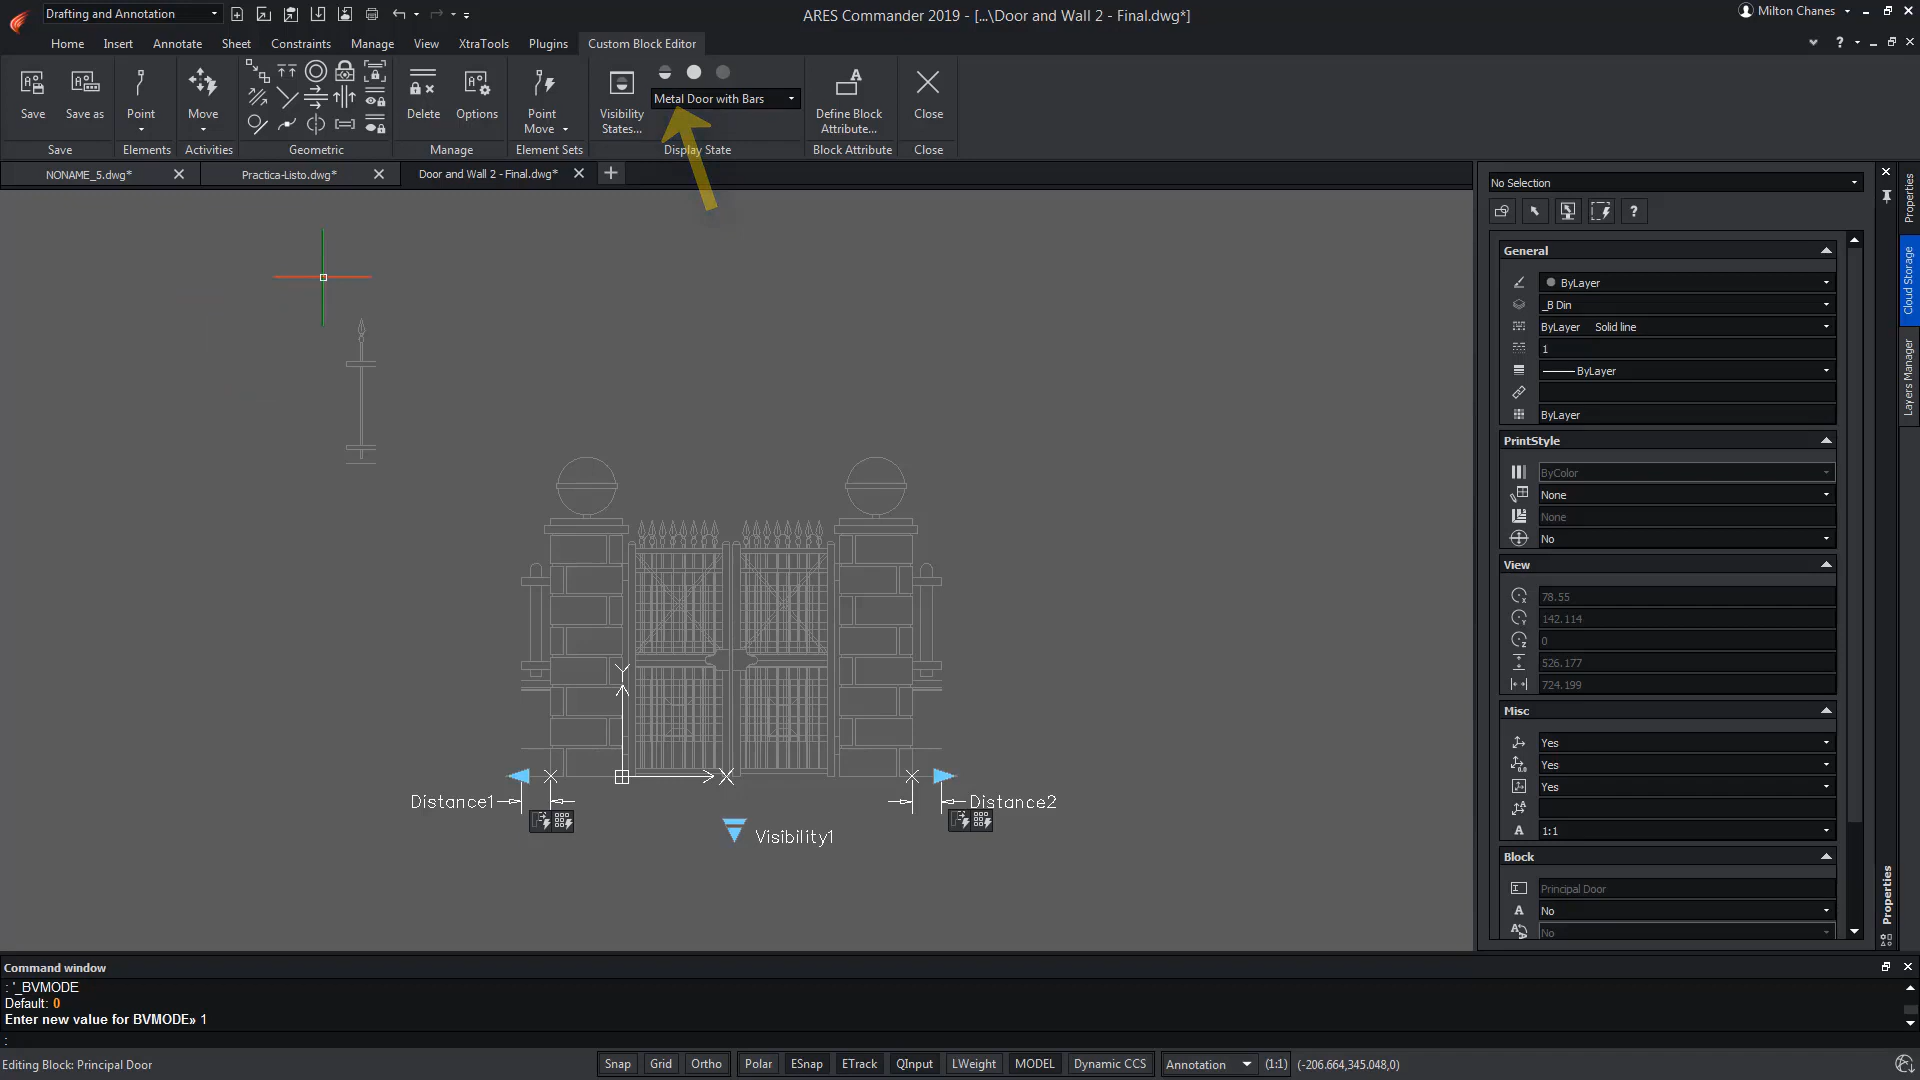 Drafting and Annotation
ARES Commander 2019 - [...\Door and Wall 2 - Final.dwg*]
Milton Chanes
Home Insert Annotate Sheet Constraints Manage View XtraTools Plugins Custom Block Editor
Save Save as Point Move Delete Options Point Move Visibility States... Metal Door with Bars Define Block Attribute... Close
Save Elements Activities Geometric Manage Element Sets Display State Block Attribute Close
NONAME_5.dwg* Practica-Listo.dwg* Door and Wall 2 - Final.dwg*
No Selection
?
General
ByLayer
_B Din
ByLayer Solid line
1
ByLayer
ByLayer
PrintStyle
ByColor
None
None
No
View
78.55
142.114
0
526.177
724.199
Misc
Yes
Yes
Yes
1:1
Block
Principal Door
No
No
Properties
Cloud Storage
Layers Manager
Properties
Y
X
Distance1
Distance2
Visibility1
Command window
: '_BVMODE
Default: 0
Enter new value for BVMODE» 1
:
Editing Block: Principal Door
Snap Grid Ortho Polar ESnap ETrack QInput LWeight MODEL Dynamic CCS Annotation (1:1) (-206.664,345.048,0)